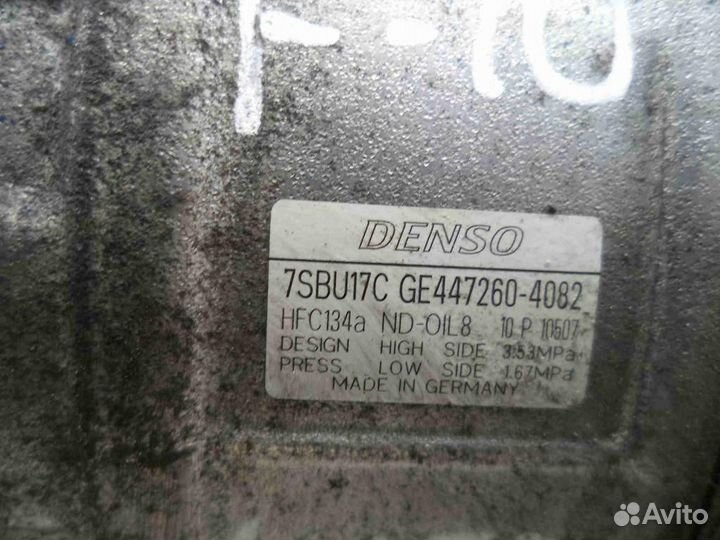 F-10
DENSO
7SBU17C GE447260-4082
HFC134a ND-OIL8 10 P 10507
DESIGN HIGH SIDE 3.53MPa
PRESS LOW SIDE 1.67MPa
MADE IN GERMANY
Avito